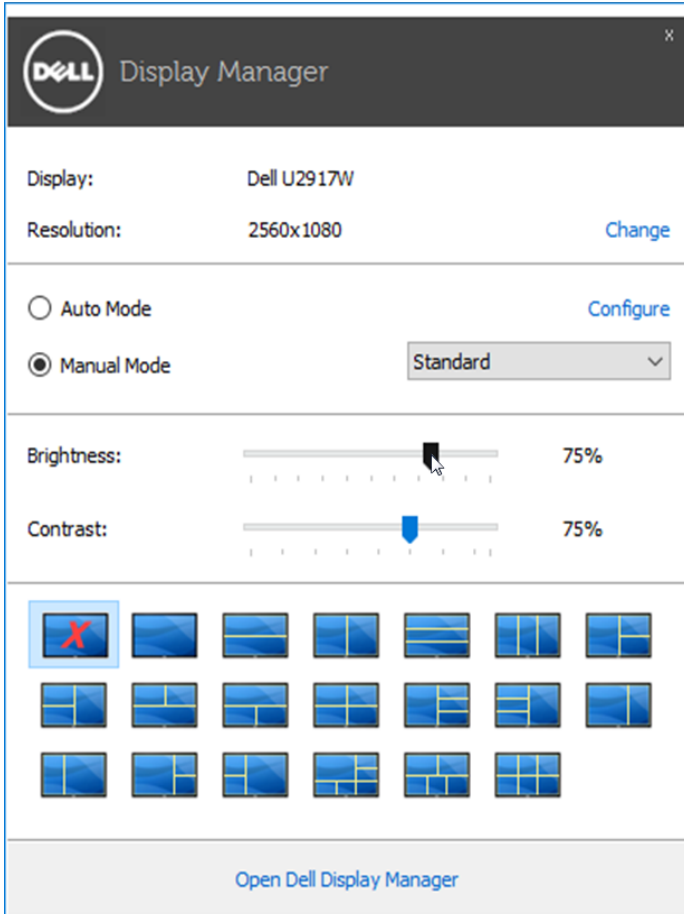 DELL Display Manager x
Display: Dell U2917W
Resolution: 2560x1080 Change
Auto Mode Configure
Manual Mode Standard
Brightness: 75%
Contrast: 75%
X
Open Dell Display Manager